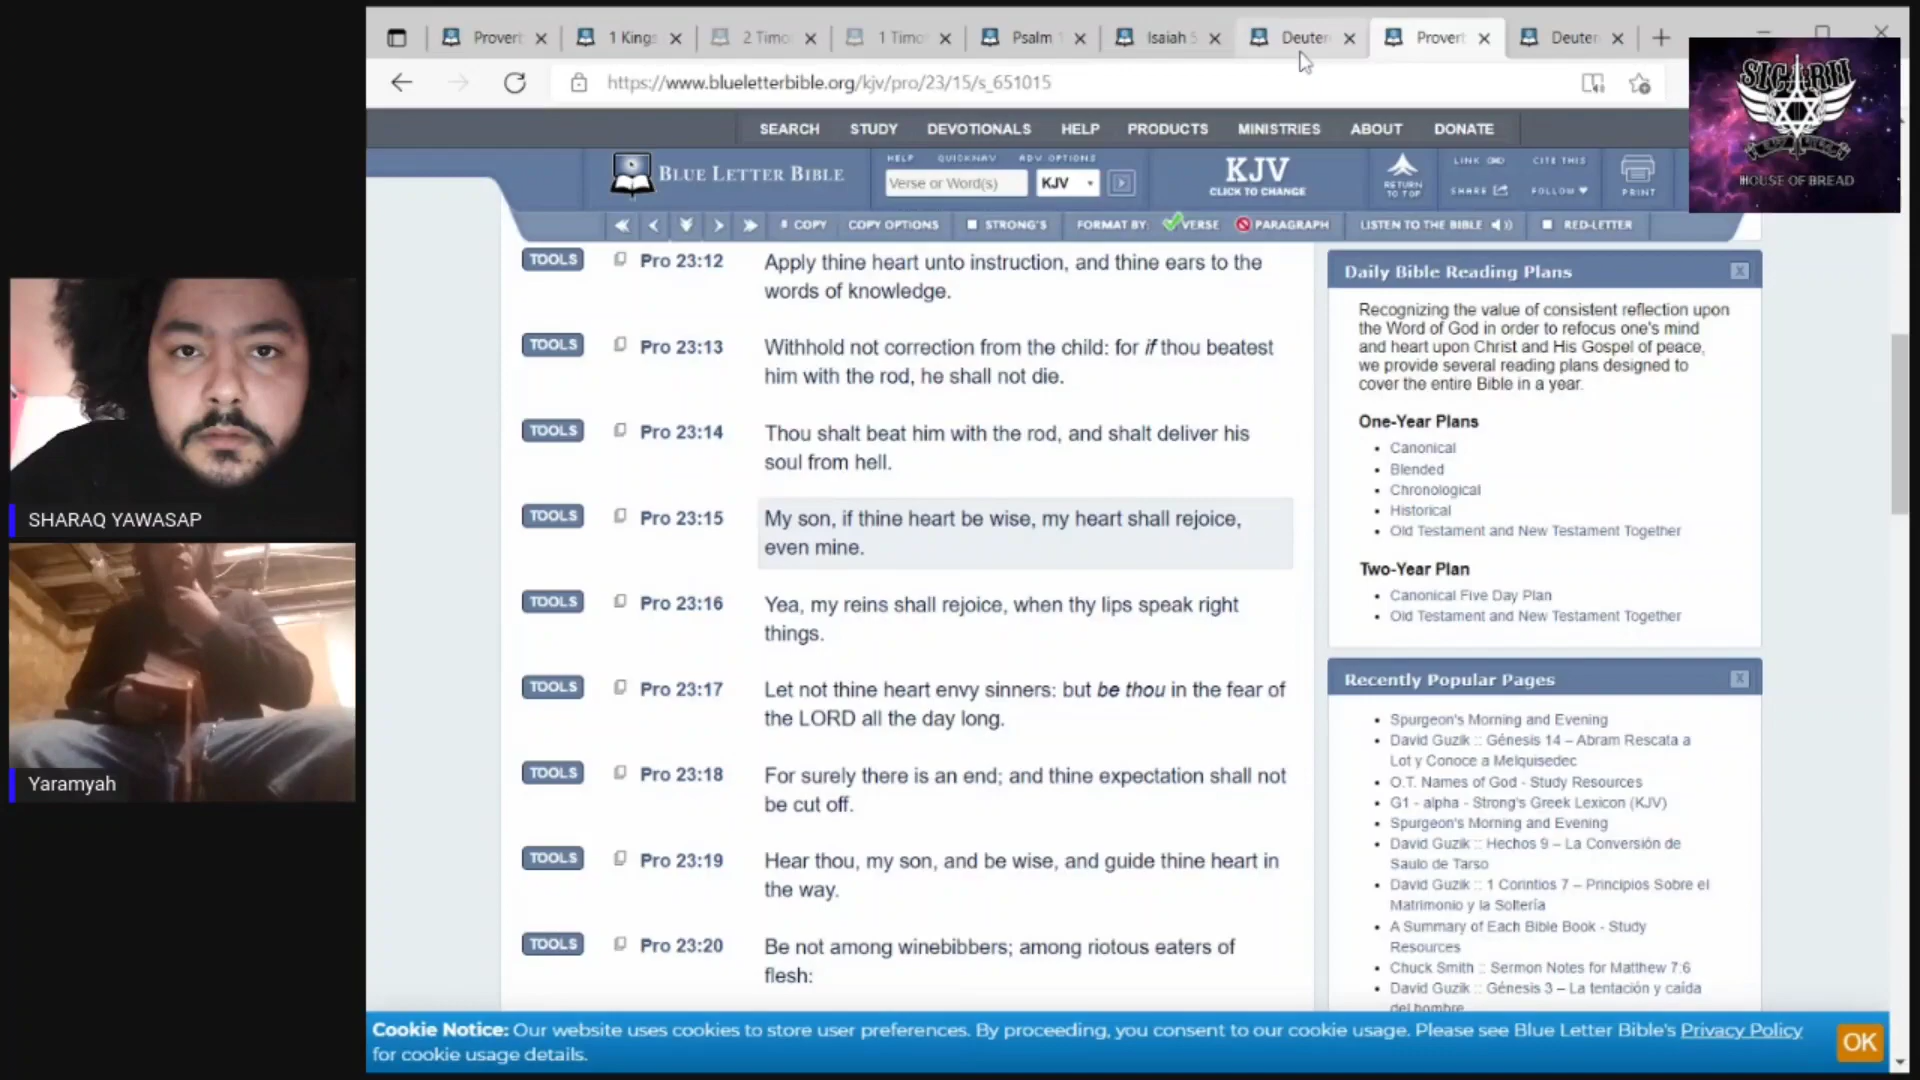 Provert
1 King
2 Timo
1 Timo
Psalm
Isaiah 5
Deuter
Provert
Deuter
https://www.blueletterbible.org/kjv/pro/23/15/s_651015
SICARII
HOUSE OF BREAD
SEARCH STUDY DEVOTIONALS HELP PRODUCTS MINISTRIES ABOUT DONATE
BLUE LETTER BIBLE
HELP QUICKNAV ADV OPTIONS
Verse or Word(s)
KJV
KJV
CLICK TO CHANGE
RETURN
TO TOP
LINK
CITE THIS
SHARE
FOLLOW
PRINT
COPY COPY OPTIONS STRONG'S FORMAT BY: VERSE PARAGRAPH LISTEN TO THE BIBLE RED-LETTER
TOOLS Pro 23:12 Apply thine heart unto instruction, and thine ears to the
words of knowledge.
TOOLS Pro 23:13 Withhold not correction from the child: for if thou beatest
him with the rod, he shall not die.
TOOLS Pro 23:14 Thou shalt beat him with the rod, and shalt deliver his
soul from hell.
TOOLS Pro 23:15 My son, if thine heart be wise, my heart shall rejoice,
even mine.
TOOLS Pro 23:16 Yea, my reins shall rejoice, when thy lips speak right
things.
TOOLS Pro 23:17 Let not thine heart envy sinners: but be thou in the fear of
the LORD all the day long.
TOOLS Pro 23:18 For surely there is an end; and thine expectation shall not
be cut off.
TOOLS Pro 23:19 Hear thou, my son, and be wise, and guide thine heart in
the way.
TOOLS Pro 23:20 Be not among winebibbers; among riotous eaters of
flesh:
Daily Bible Reading Plans X
Recognizing the value of consistent reflection upon
the Word of God in order to refocus one's mind
and heart upon Christ and His Gospel of peace,
we provide several reading plans designed to
cover the entire Bible in a year.
One-Year Plans
Canonical
Blended
Chronological
Historical
Old Testament and New Testament Together
Two-Year Plan
Canonical Five Day Plan
Old Testament and New Testament Together
Recently Popular Pages X
Spurgeon's Morning and Evening
David Guzik :: Génesis 14 – Abram Rescata a
Lot y Conoce a Melquisedec
O.T. Names of God - Study Resources
G1 - alpha - Strong's Greek Lexicon (KJV)
Spurgeon's Morning and Evening
David Guzik :: Hechos 9 – La Conversión de
Saulo de Tarso
David Guzik :: 1 Corintios 7 – Principios Sobre el
Matrimonio y la Soltería
A Summary of Each Bible Book - Study
Resources
Chuck Smith :: Sermon Notes for Matthew 7:6
David Guzik :: Génesis 3 – La tentación y caída
del hombre
SHARAQ YAWASAP
Yaramyah
Cookie Notice: Our website uses cookies to store user preferences. By proceeding, you consent to our cookie usage. Please see Blue Letter Bible's Privacy Policy
for cookie usage details.
OK